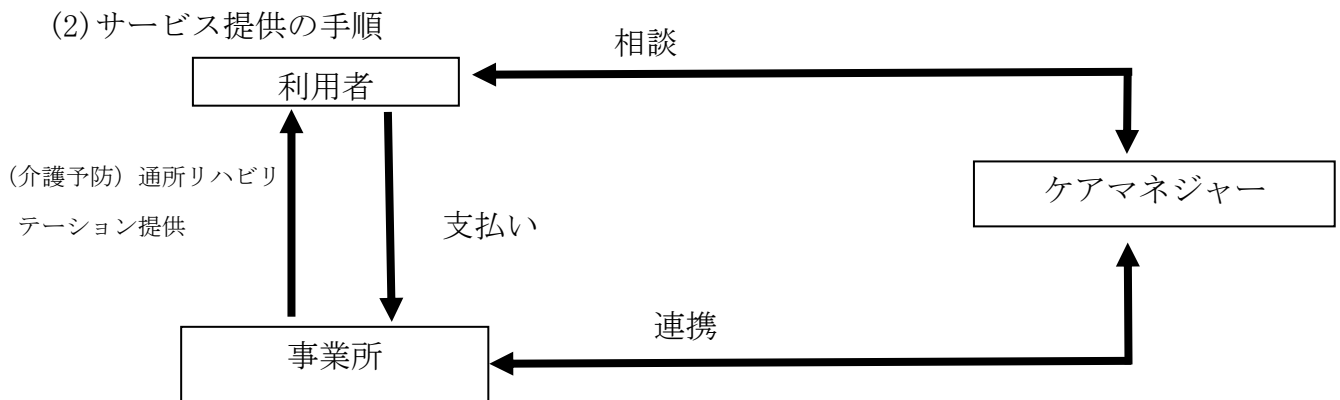 (2)サービス提供の手順
相談
利用者
(介護予防）通所リハビリ
テーション提供
支払い
ケアマネジャー
連携
事業所